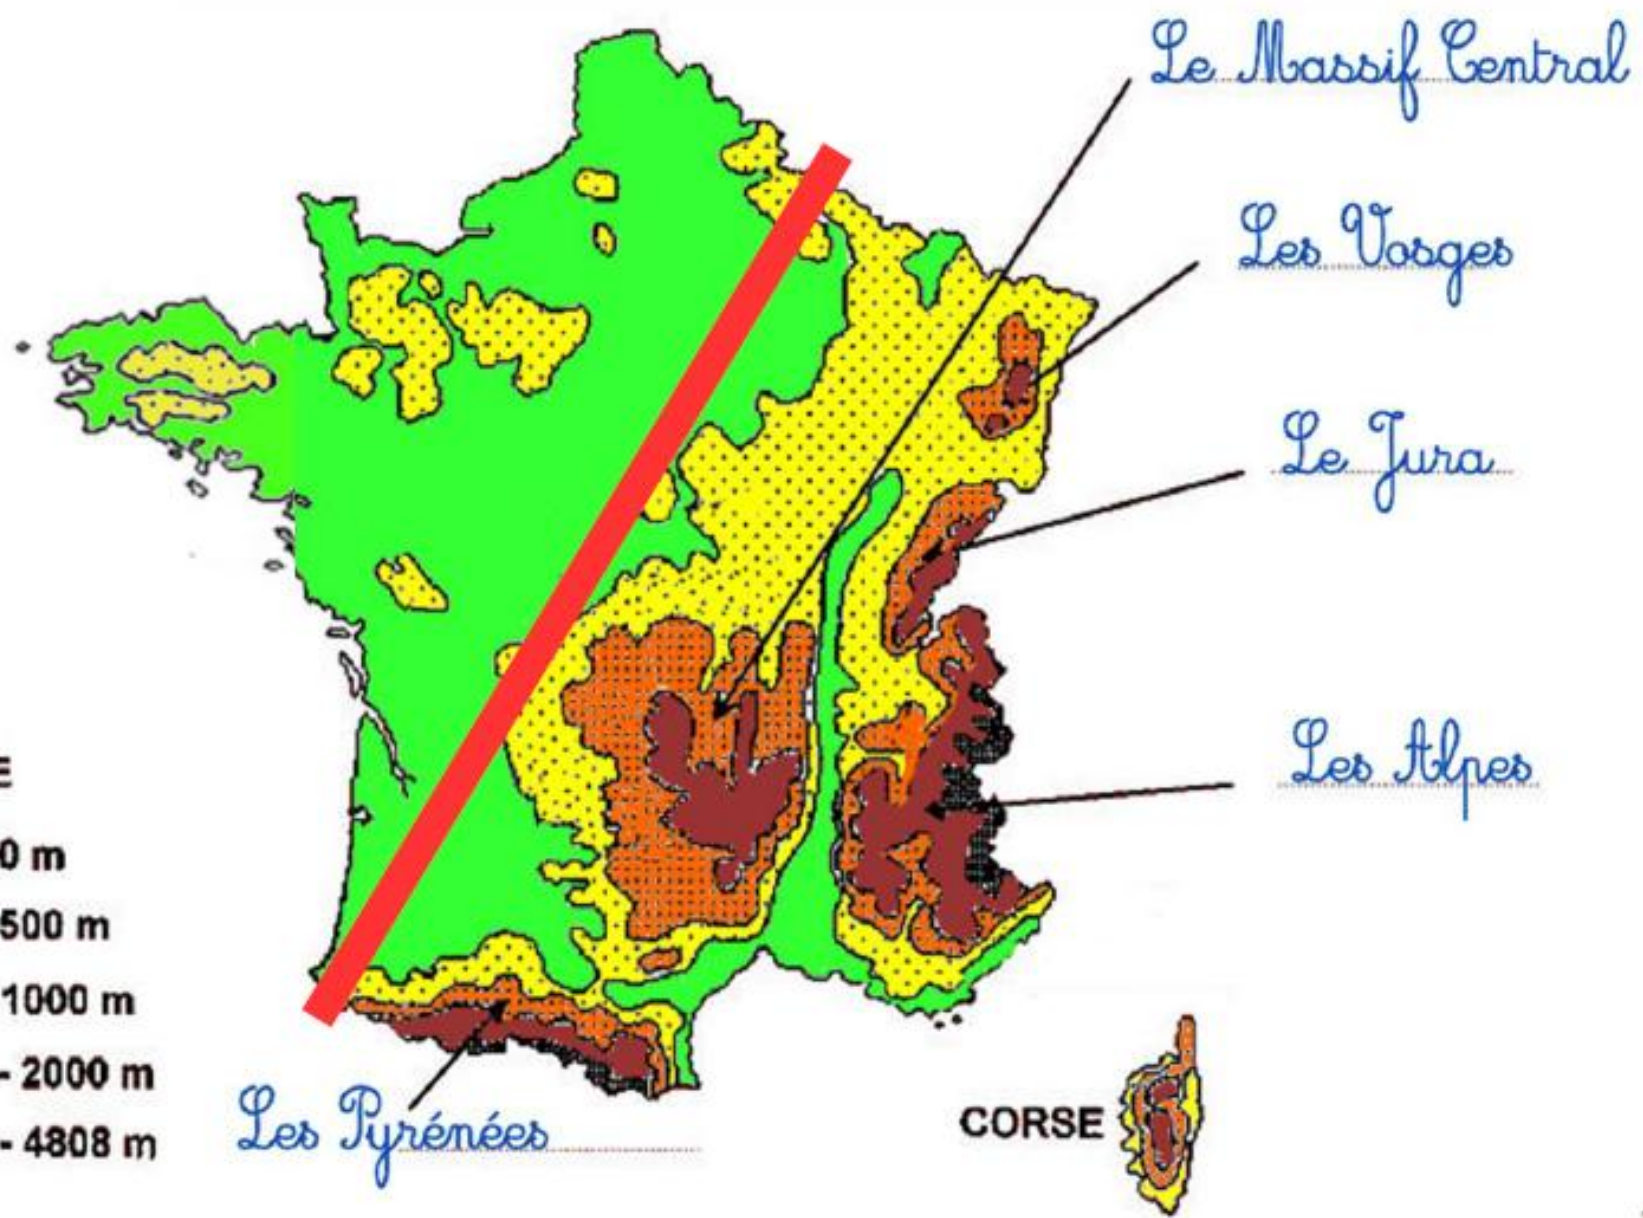 Le Massif Central
Les Vosges
Le Jura
Les Alpes
E
0 m
500 m
1000 m
- 2000 m
- 4808 m
Les Pyrénées
CORSE